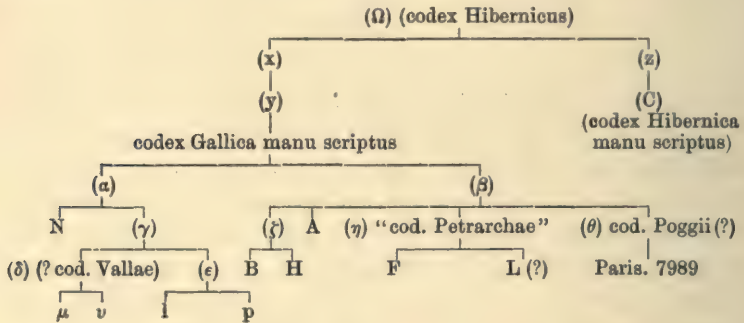 (Ω) (codex Hibernicus)
(x) (z)
(y) (C)
codex Gallica manu scriptus (codex Hibernica
manu scriptus)
(α) (β)
N (γ) (ζ) A (η) “cod. Petrarchae” (θ) cod. Poggii (?)
(δ) (? cod. Vallae) (ϵ) B H F L (?) Paris. 7989
μ ν l p